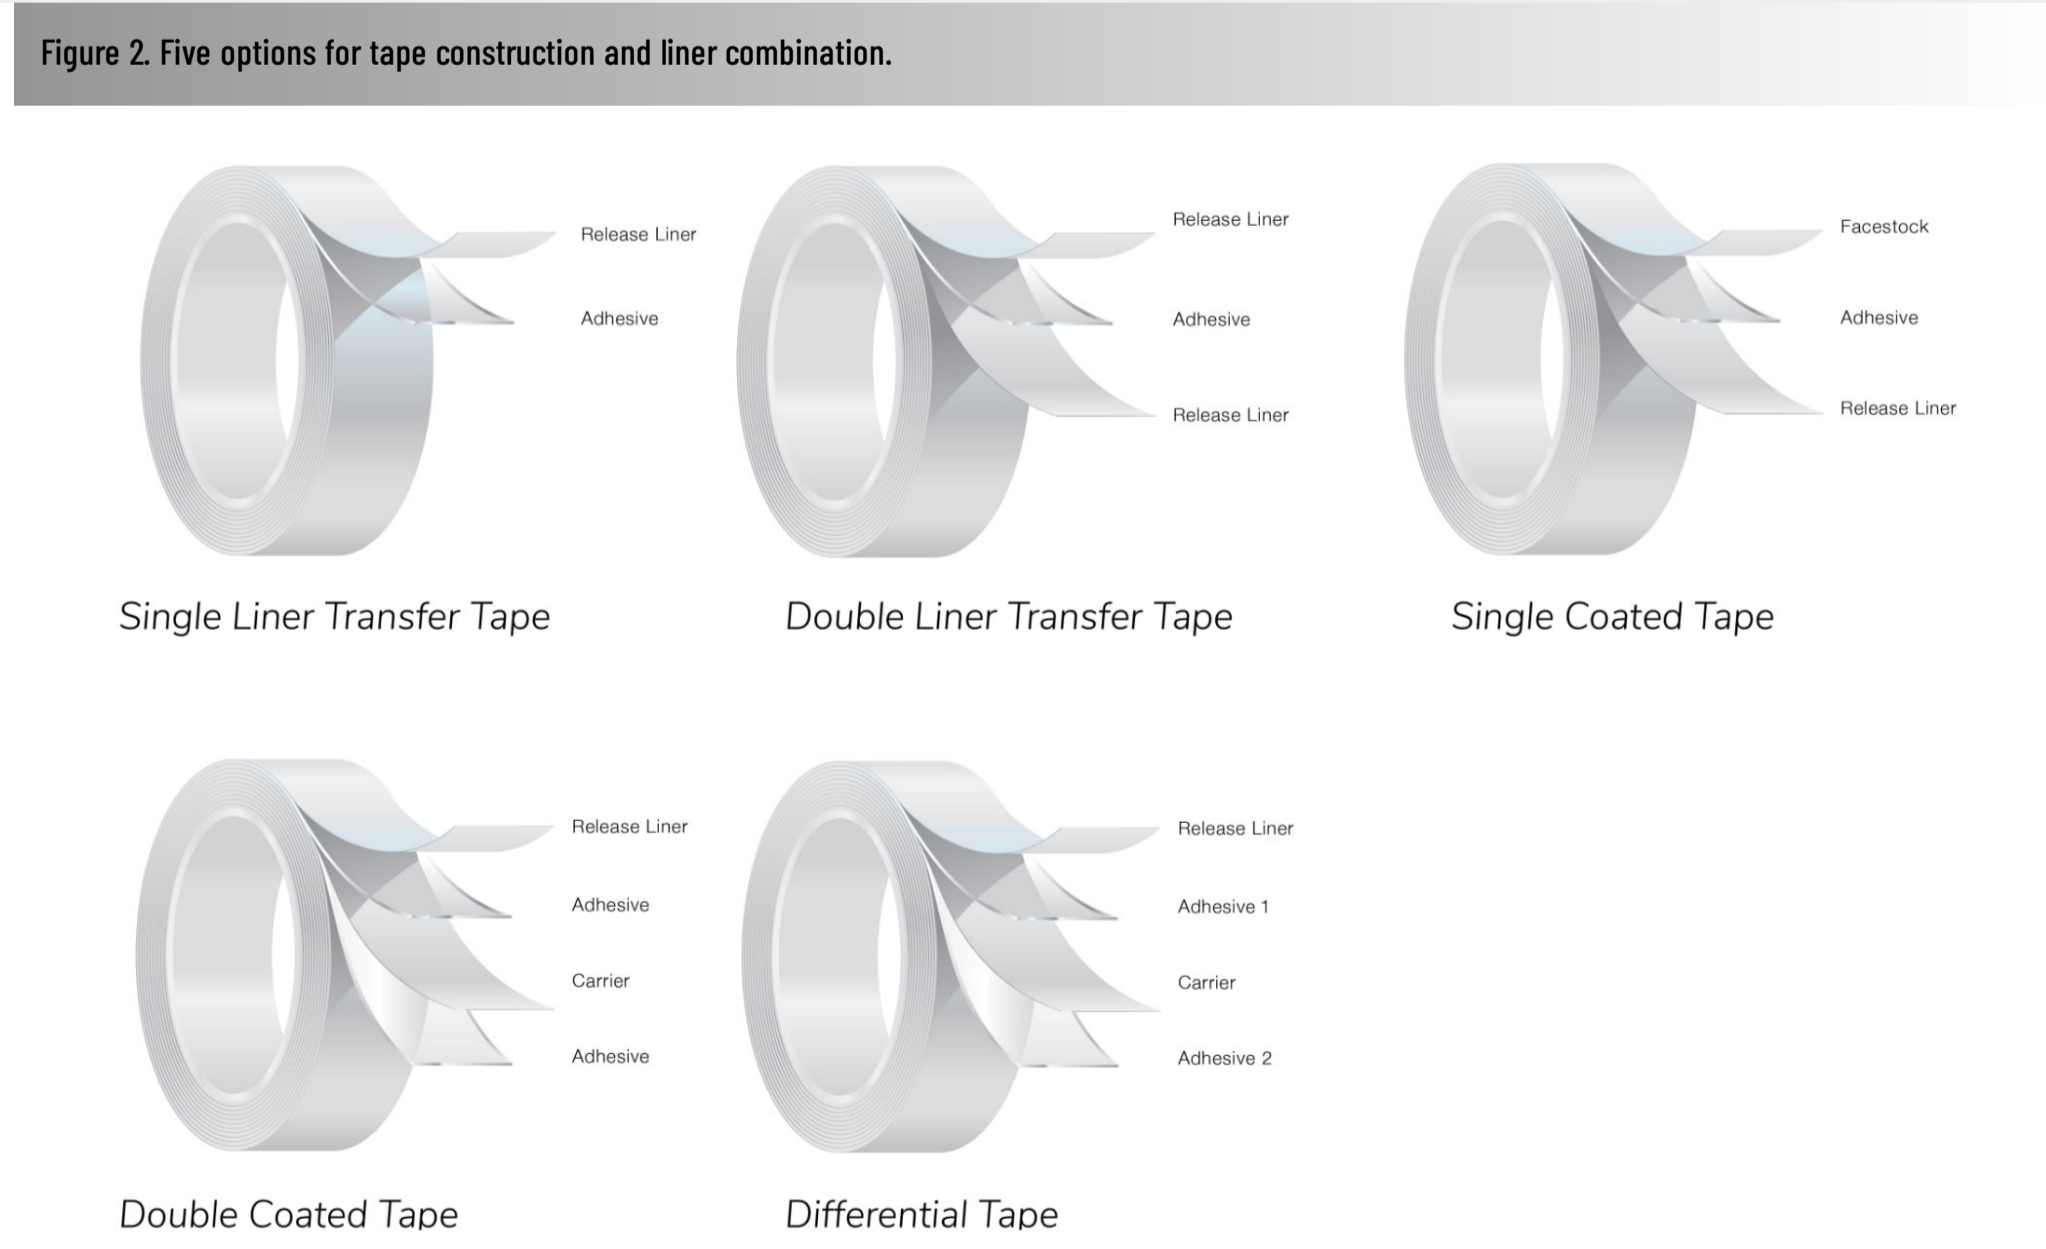 Figure 2. Five options for tape construction and liner combination.
Release Liner
Adhesive
Single Liner Transfer Tape
Release Liner
Adhesive
Release Liner
Double Liner Transfer Tape
Facestock
Adhesive
Release Liner
Single Coated Tape
Release Liner
Adhesive
Carrier
Adhesive
Double Coated Tape
Release Liner
Adhesive 1
Carrier
Adhesive 2
Differential Tape